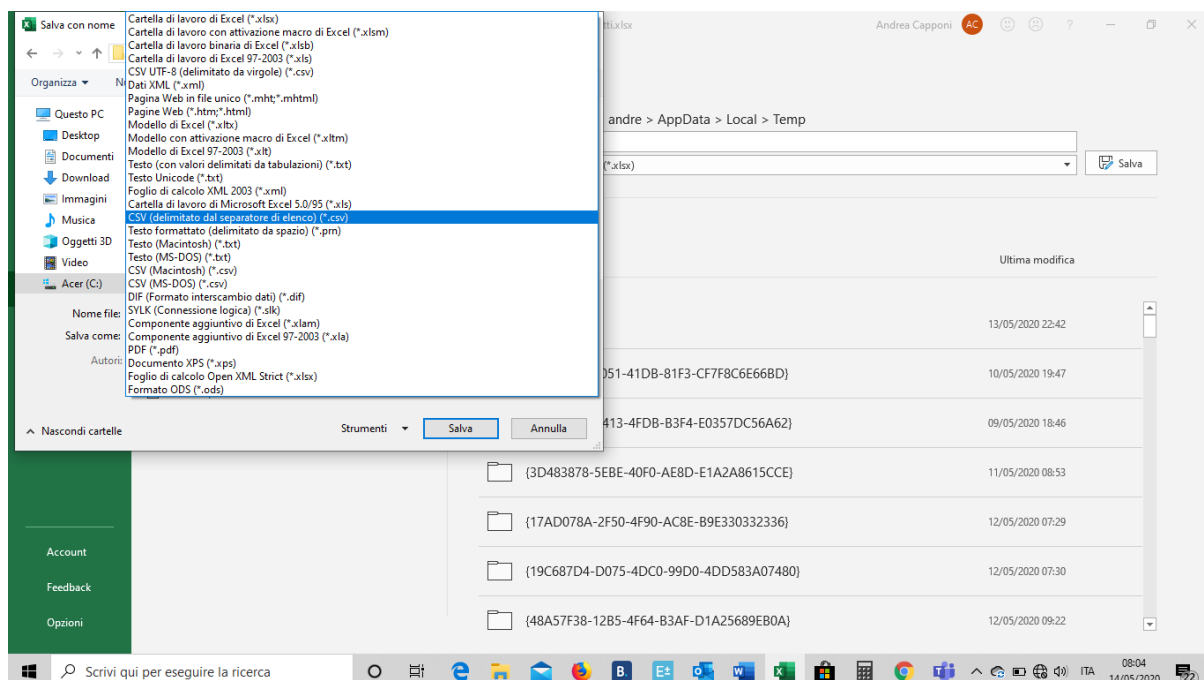 Salva con nome
Organizza
Questo PC
Desktop
Documenti
Download
Immagini
Musica
Oggetti 3D
Video
Acer (C:)
Nome file:
Salva come:
Autori:
Cartella di lavoro di Excel (*.xlsx)
Cartella di lavoro con attivazione macro di Excel (*.xlsm)
Cartella di lavoro binaria di Excel (*.xlsb)
Cartella di lavoro di Excel 97-2003 (*.xls)
CSV UTF-8 (delimitato da virgole) (*.csv)
Dati XML (*.xml)
Pagina Web in file unico (*.mht;*.mhtml)
Pagine Web (*.htm;*.html)
Modello di Excel (*.xltx)
Modello con attivazione macro di Excel (*.xltm)
Modello di Excel 97-2003 (*.xlt)
Testo (con valori delimitati da tabulazioni) (*.txt)
Testo Unicode (*.txt)
Foglio di calcolo XML 2003 (*.xml)
Cartella di lavoro di Microsoft Excel 5.0/95 (*.xls)
CSV (delimitato dal separatore di elenco) (*.csv)
Testo formattato (delimitato da spazio) (*.prn)
Testo (Macintosh) (*.txt)
Testo (MS-DOS) (*.txt)
CSV (Macintosh) (*.csv)
CSV (MS-DOS) (*.csv)
DIF (Formato interscambio dati) (*.dif)
SYLK (Connessione logica) (*.slk)
Componente aggiuntivo di Excel (*.xlam)
Componente aggiuntivo di Excel 97-2003 (*.xla)
PDF (*.pdf)
Documento XPS (*.xps)
Foglio di calcolo Open XML Strict (*.xlsx)
Formato ODS (*.ods)
Nascondi cartelle
Strumenti
Salva
Annulla
tti.xlsx
Andrea Capponi
AC
?
andre > AppData > Local > Temp
(*.xlsx)
Salva
Ultima modifica
13/05/2020 22:42
051-41DB-81F3-CF7F8C6E66BD} 10/05/2020 19:47
413-4FDB-B3F4-E0357DC56A62} 09/05/2020 18:46
{3D483878-5EBE-40F0-AE8D-E1A2A8615CCE} 11/05/2020 08:53
{17AD078A-2F50-4F90-AC8E-B9E330332336} 12/05/2020 07:29
{19C687D4-D075-4DC0-99D0-4DD583A07480} 12/05/2020 07:30
{48A57F38-12B5-4F64-B3AF-D1A25689EB0A} 12/05/2020 09:22
Account
Feedback
Opzioni
Scrivi qui per eseguire la ricerca
B.
E±
ITA
08:04
14/05/2020
22